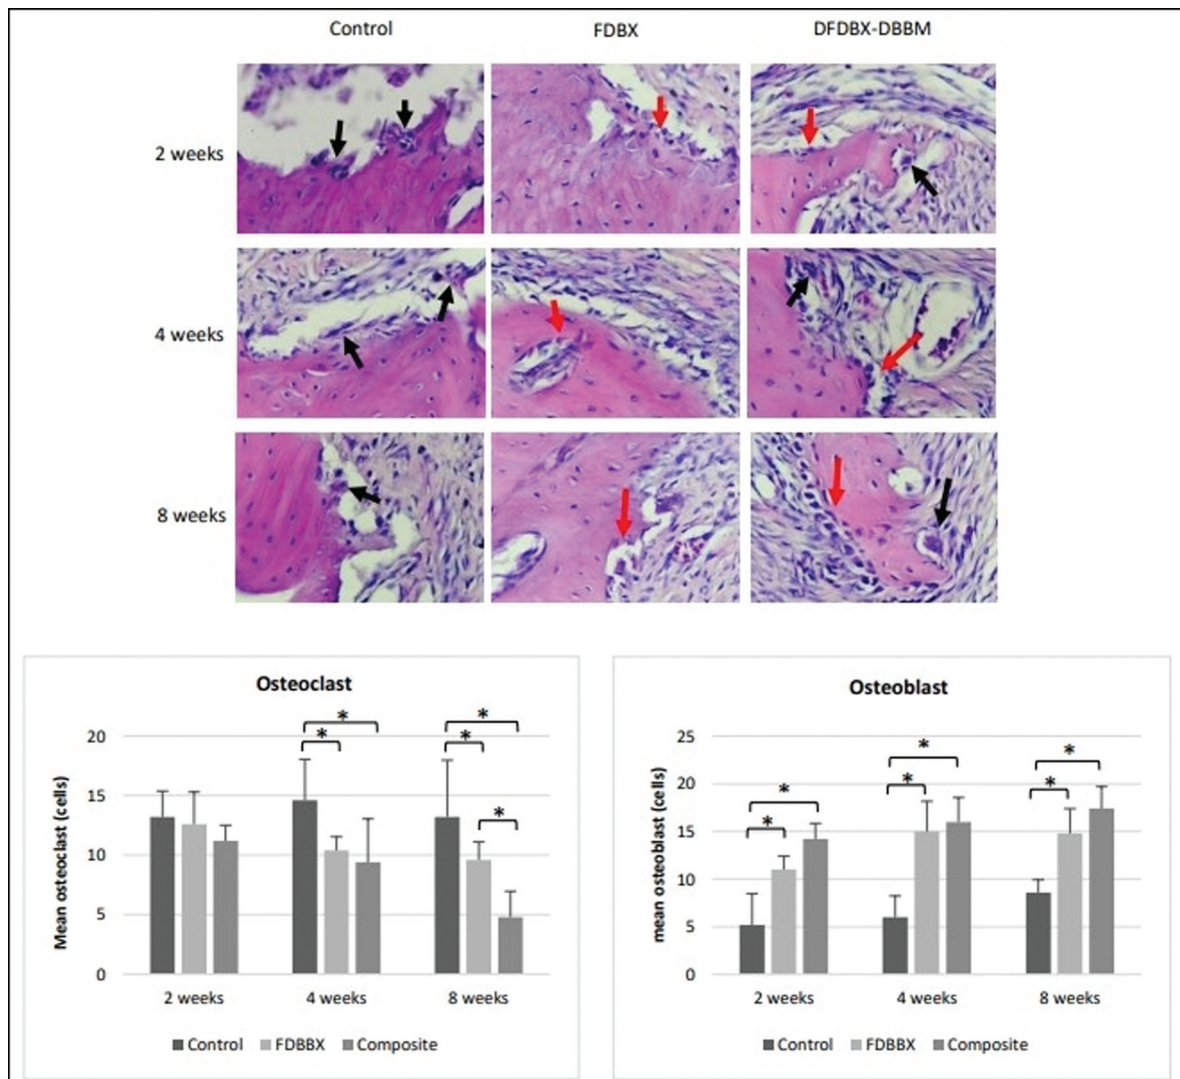 Control FDBX DFDBX-DBBM
2 weeks
4 weeks
8 weeks
Osteoclast
Mean osteoclast (cells)
20
15
10
5
0
* * * * *
2 weeks 4 weeks 8 weeks
Control FDBBX Composite
Osteoblast
mean osteoblast (cells)
25
20
15
10
5
0
* * * * * *
2 weeks 4 weeks 8 weeks
Control FDBBX Composite